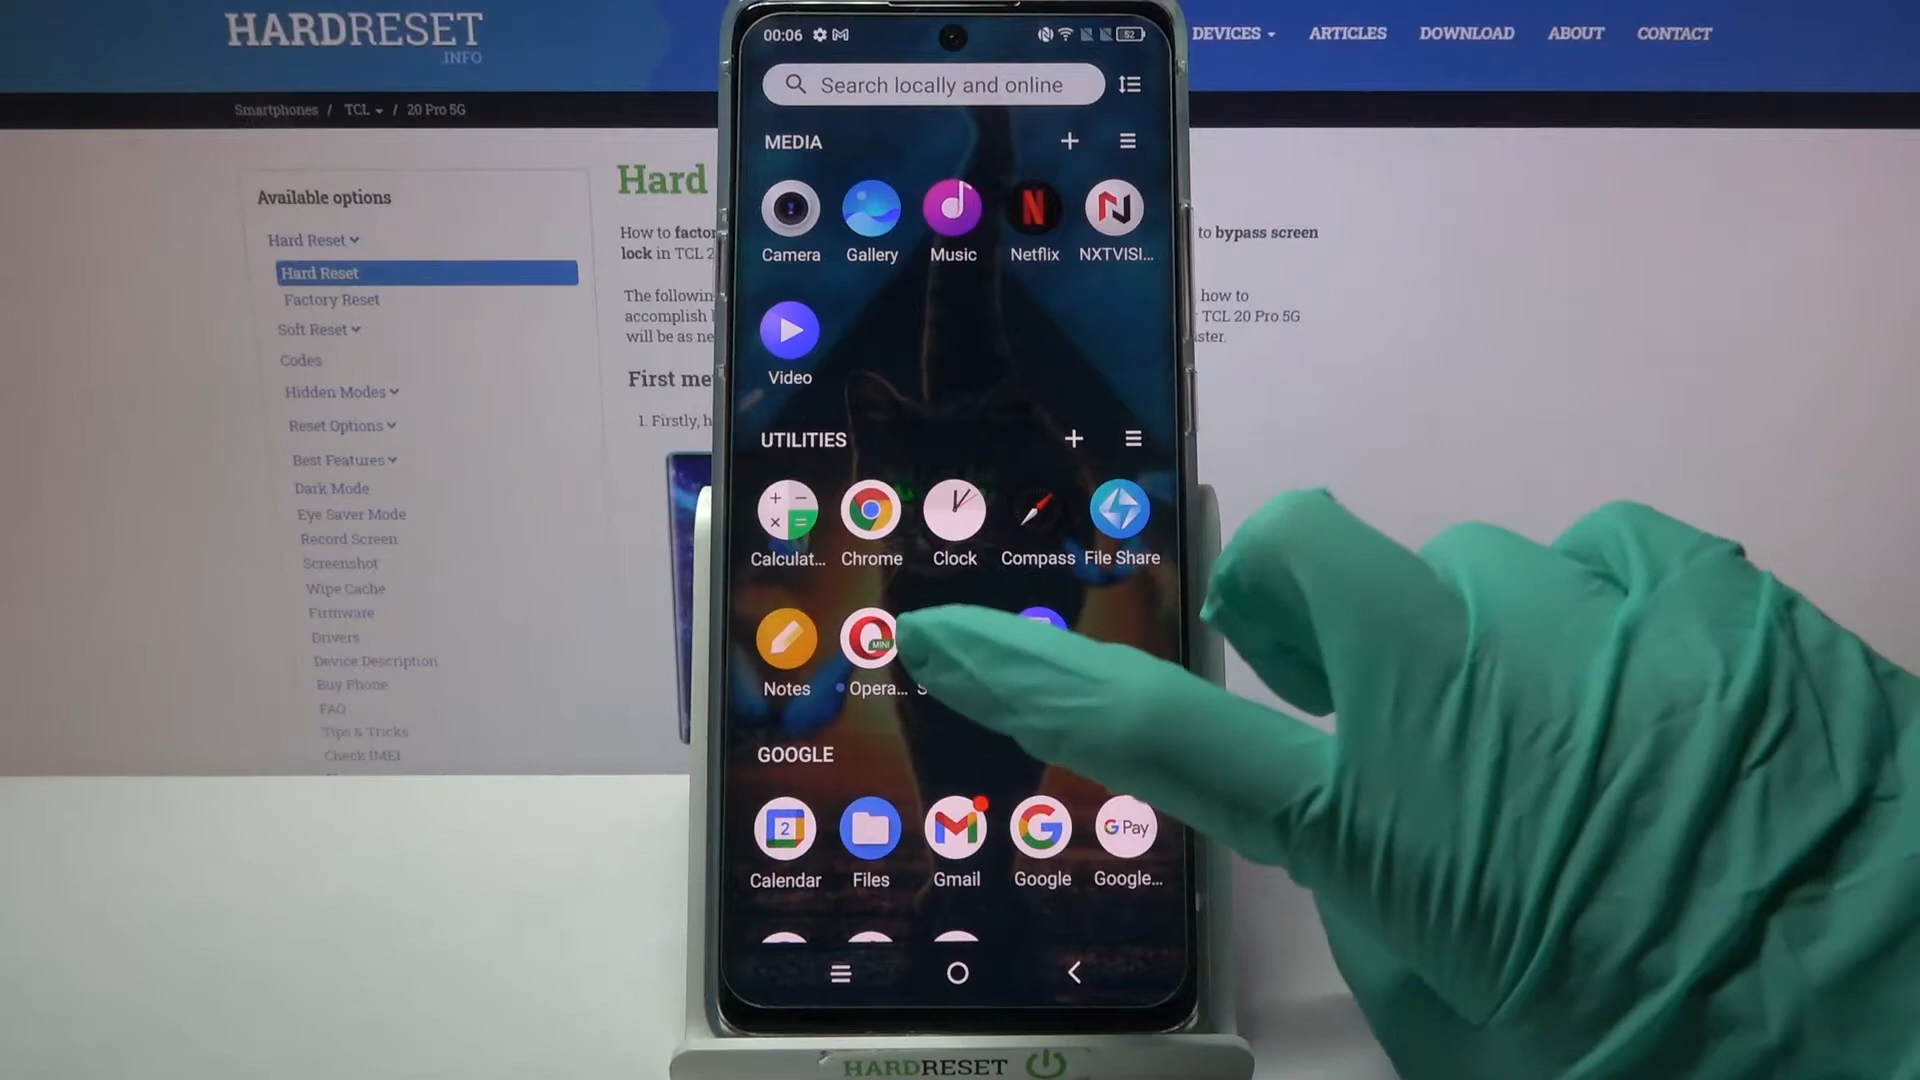 HARDRESET
.INFO
DEVICES
ARTICLES
DOWNLOAD
ABOUT
CONTACT
Smartphones / TCL / 20 Pro 5G
Available options
Hard Reset
Hard Reset
Factory Reset
Soft Reset
Codes
Hidden Modes
Reset Options
Best Features
Dark Mode
Eye Saver Mode
Record Screen
Screenshot
Wipe Cache
Firmware
Drivers
Device Description
Buy Phone
FAQ
Tips & Tricks
Check IMEI
Hard
How to
to bypass screen
lock in TCL
The
how to
accomplish
TCL 20 Pro 5G
will be as
First
1. Firstly,
00:06
52
Search locally and online
MEDIA
Camera
Gallery
Music
Netflix
NXTVISI...
Video
UTILITIES
Calculat...
Chrome
Clock
Compass
File Share
MINI
Notes
Opera...
GOOGLE
2
G Pay
Calendar
Files
Gmail
Google
Google...
HARDRESET